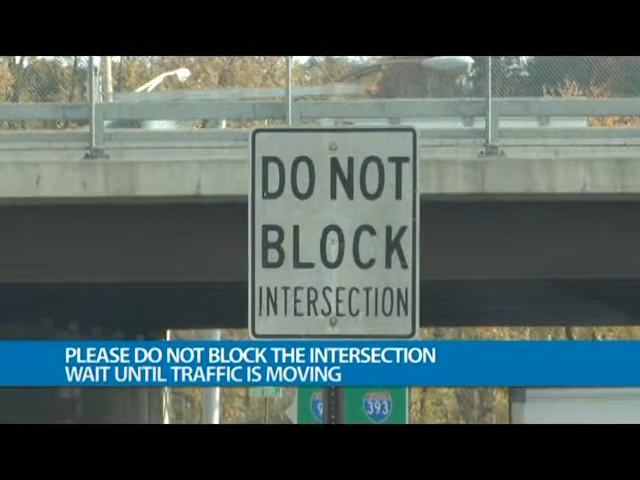 DO NOT
BLOCK
INTERSECTION
PLEASE DO NOT BLOCK THE INTERSECTION
WAIT UNTIL TRAFFIC IS MOVING
393